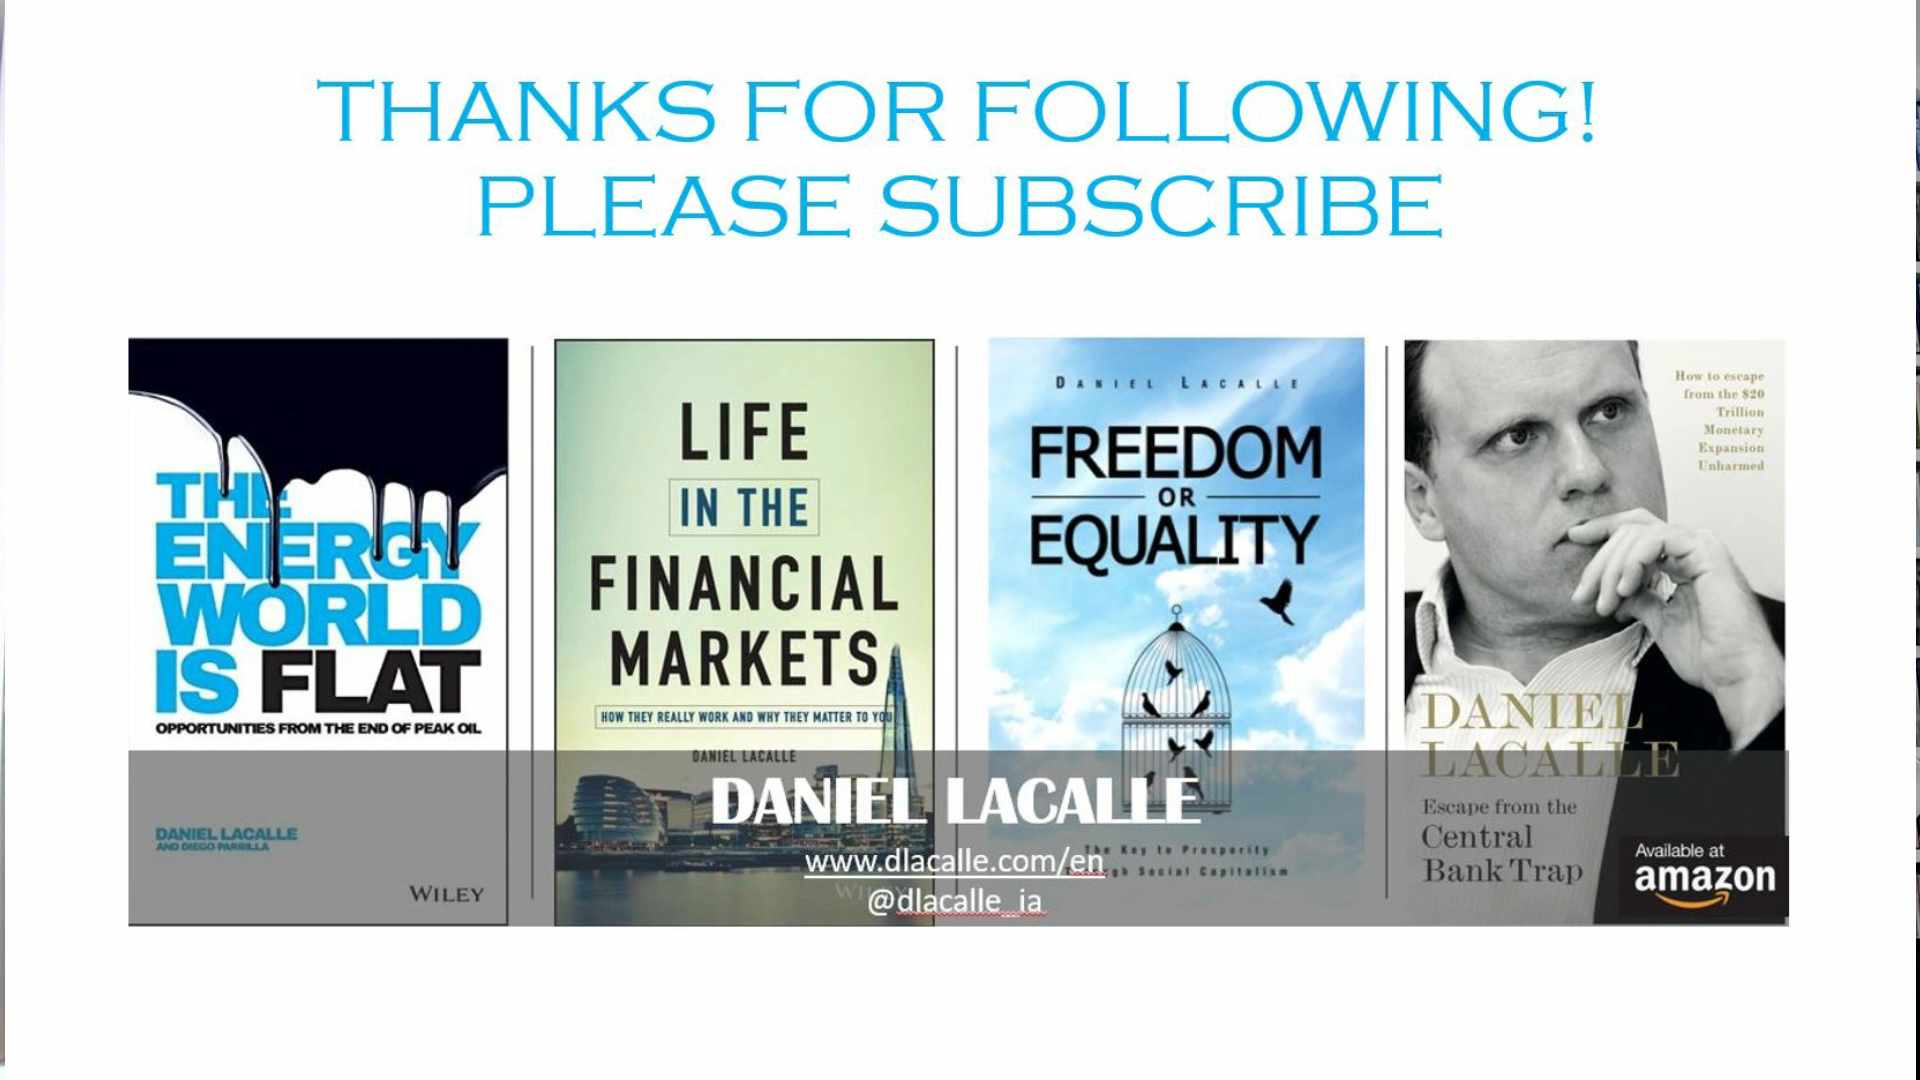 THANKS FOR FOLLOWING!
PLEASE SUBSCRIBE
THE
ENERGY
WORLD
IS FLAT
OPPORTUNITIES FROM THE END OF PEAK OIL
DANIEL LACALLE
AND DIEGO PARRILLA
WILEY
LIFE
IN THE
FINANCIAL
MARKETS
HOW THEY REALLY WORK AND WHY THEY MATTER TO YOU
DANIEL LACALLE
WILEY
DANIEL LACALLE
FREEDOM
OR
EQUALITY
The Key to Prosperity
Social Capitalism
How to escape
from the $20
Trillion
Monetary
Expansion
Unharmed
DANIEL
LACALLE
Escape from the
Central
Bank Trap
Available at
amazon
DANIEL LACALLE
www.dlacalle.com/en
@dlacalle_ia